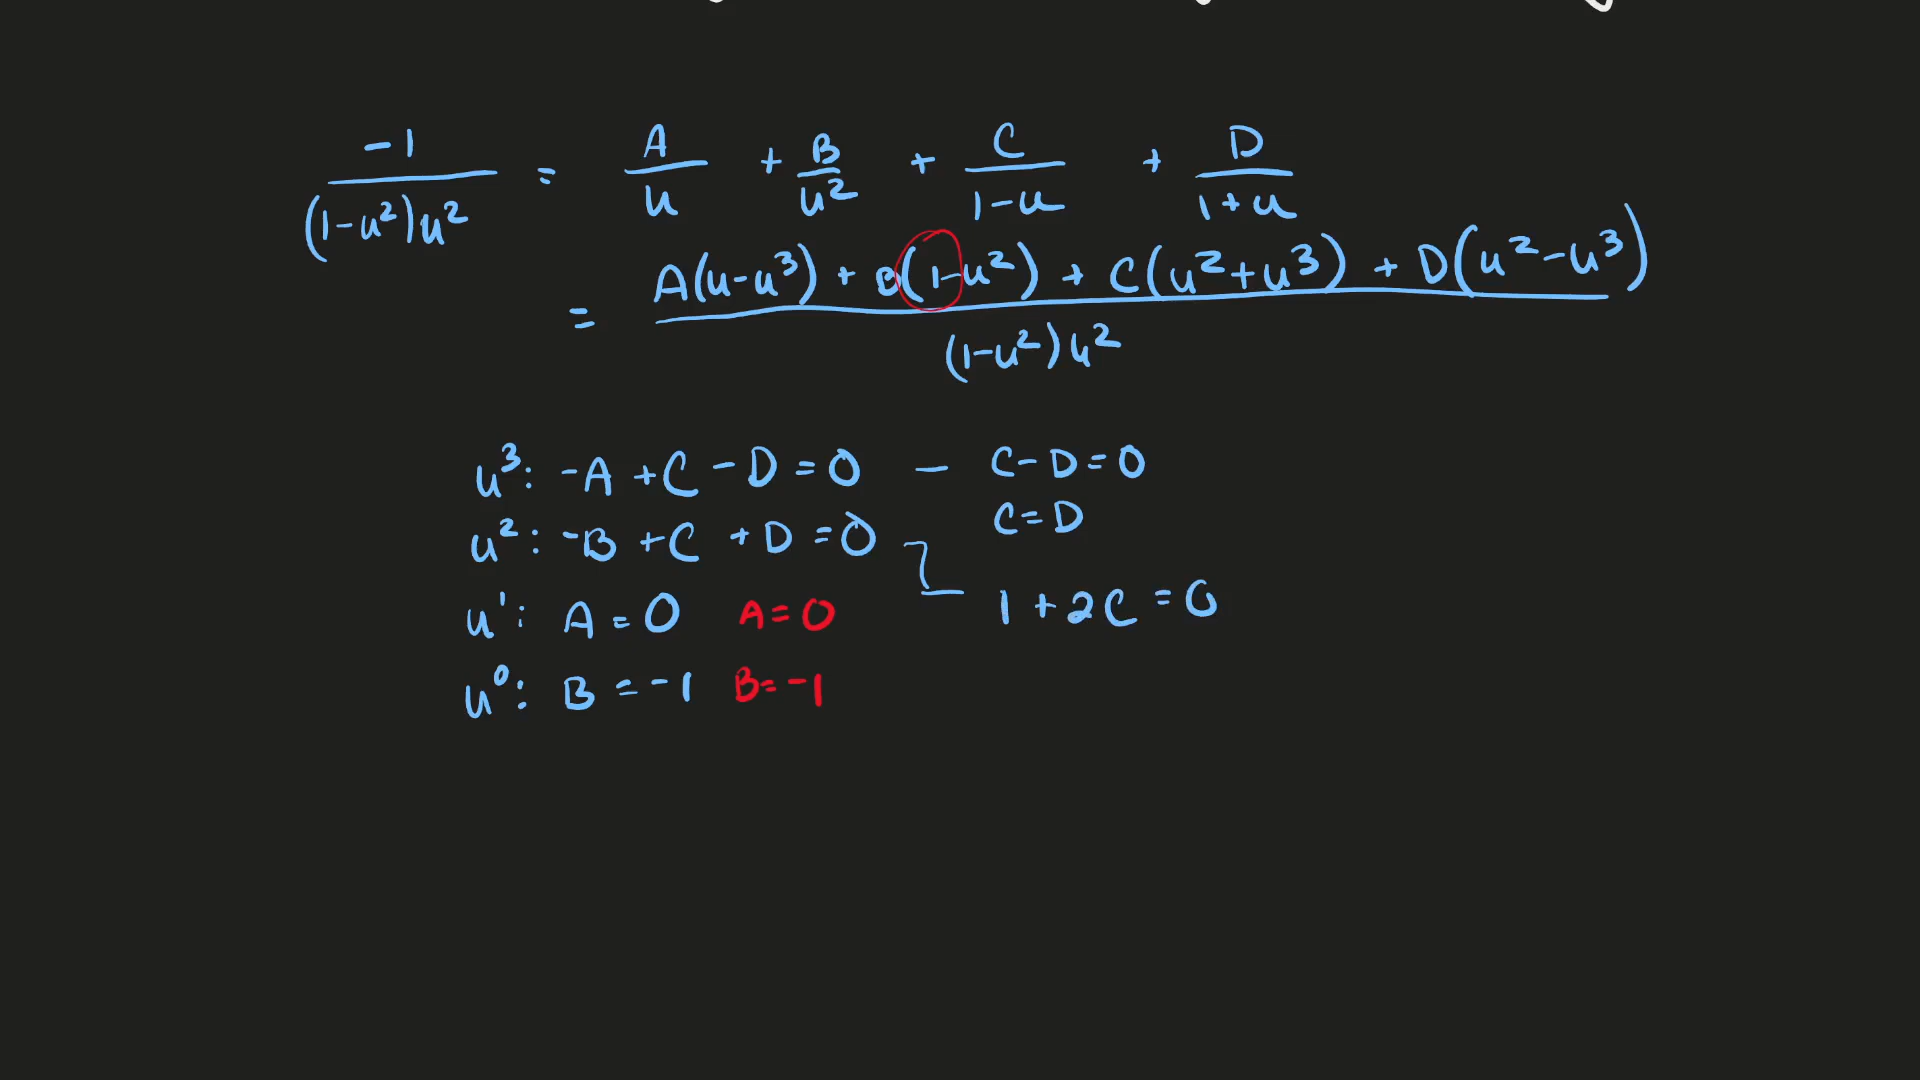 -1/((1-u²)u²) = A/u + B/u² + C/(1-u) + D/(1+u)
= (A(u-u³) + B(1-u²) + C(u²+u³) + D(u²-u³))/((1-u²)u²)
u³: -A + C - D = 0 — C - D = 0
C = D
u²: -B + C + D = 0
1 + 2C = 0
u¹: A = 0 A = 0
u⁰: B = -1 B = -1